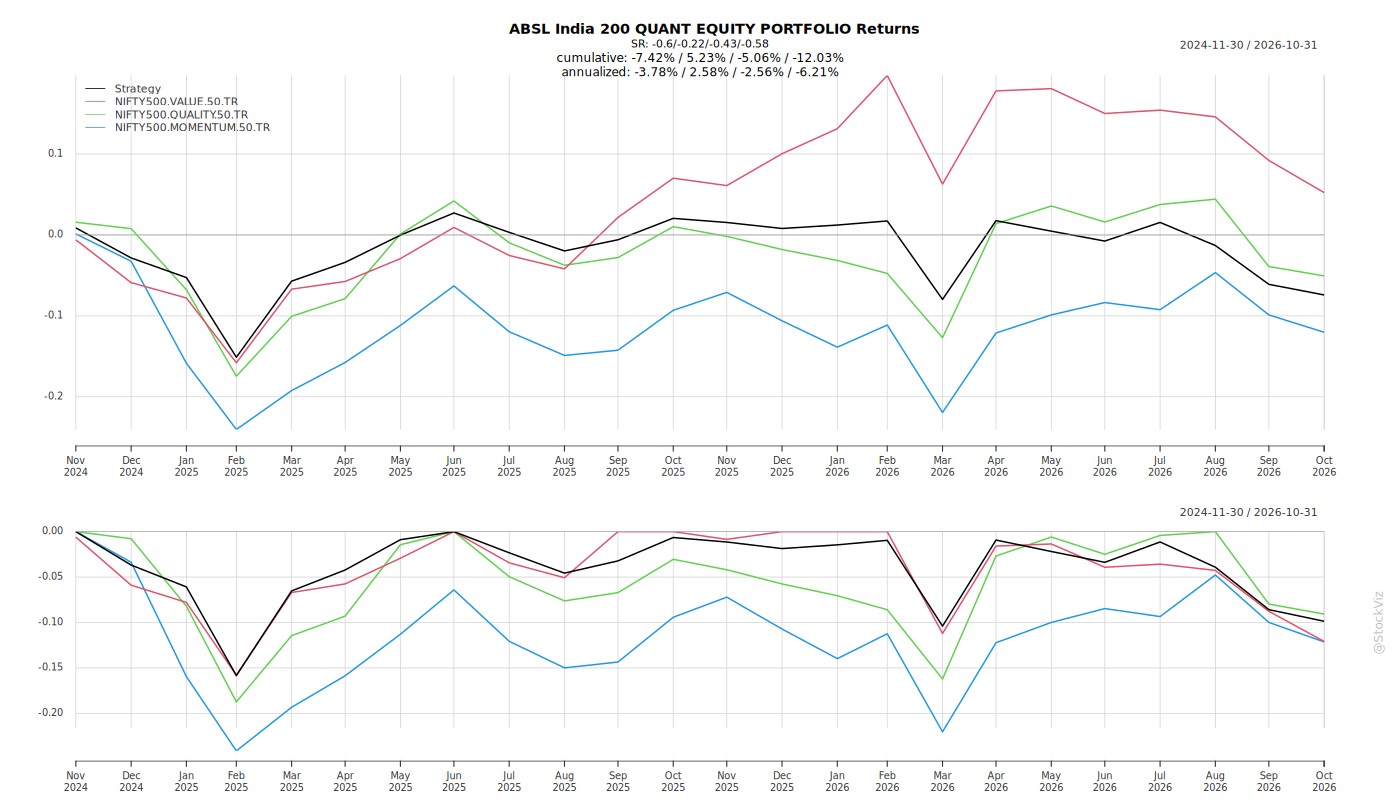 ABSL India 200 QUANT EQUITY PORTFOLIO Returns
SR: -0.6/-0.22/-0.43/-0.58
cumulative: -7.42% / 5.23% / -5.06% / -12.03%
annualized: -3.78% / 2.58% / -2.56% / -6.21%
2024-11-30 / 2026-10-31
Strategy
NIFTY500.VALUE.50.TR
NIFTY500.QUALITY.50.TR
NIFTY500.MOMENTUM.50.TR
0.1
0.0
-0.1
-0.2
Nov Dec Jan Feb Mar Apr May Jun Jul Aug Sep Oct Nov Dec Jan Feb Mar Apr May Jun Jul Aug Sep Oct
2024 2024 2025 2025 2025 2025 2025 2025 2025 2025 2025 2025 2025 2025 2026 2026 2026 2026 2026 2026 2026 2026 2026 2026
2024-11-30 / 2026-10-31
0.00
-0.05
-0.10
-0.15
-0.20
Nov Dec Jan Feb Mar Apr May Jun Jul Aug Sep Oct Nov Dec Jan Feb Mar Apr May Jun Jul Aug Sep Oct
2024 2024 2025 2025 2025 2025 2025 2025 2025 2025 2025 2025 2025 2025 2026 2026 2026 2026 2026 2026 2026 2026 2026 2026
@StockViz